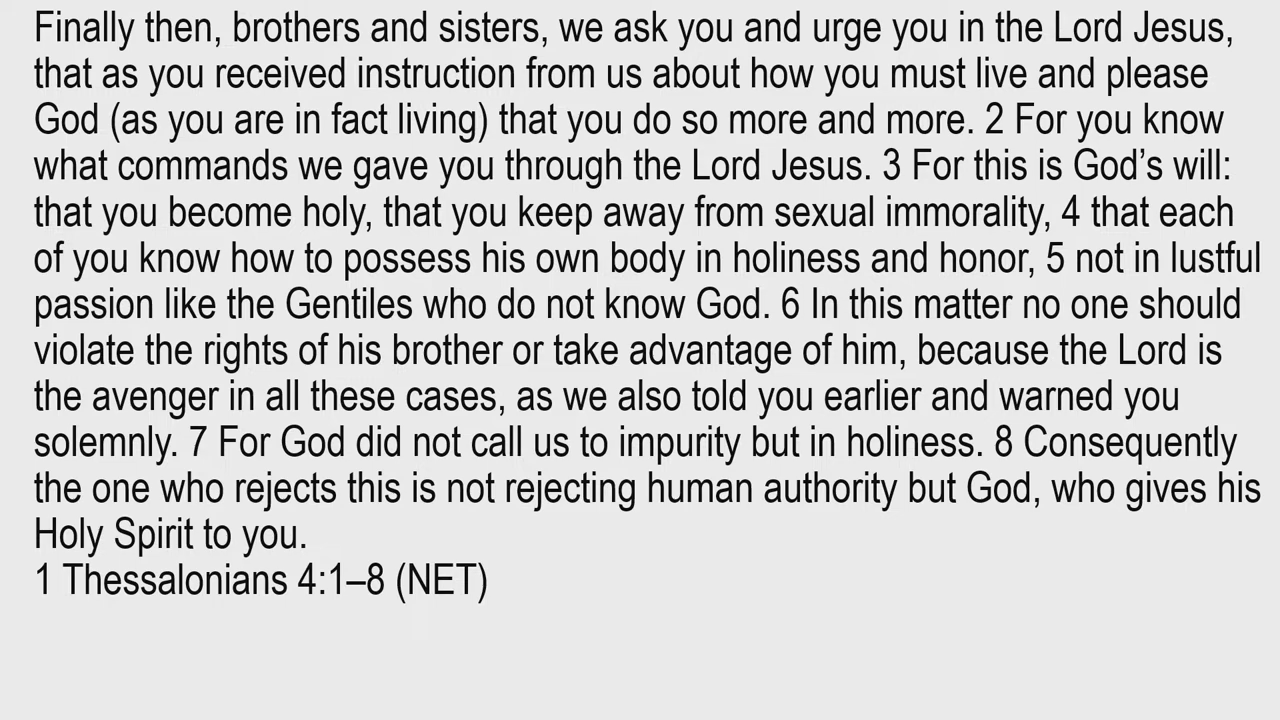 Finally then, brothers and sisters, we ask you and urge you in the Lord Jesus,
that as you received instruction from us about how you must live and please
God (as you are in fact living) that you do so more and more. 2 For you know
what commands we gave you through the Lord Jesus. 3 For this is God’s will:
that you become holy, that you keep away from sexual immorality, 4 that each
of you know how to possess his own body in holiness and honor, 5 not in lustful
passion like the Gentiles who do not know God. 6 In this matter no one should
violate the rights of his brother or take advantage of him, because the Lord is
the avenger in all these cases, as we also told you earlier and warned you
solemnly. 7 For God did not call us to impurity but in holiness. 8 Consequently
the one who rejects this is not rejecting human authority but God, who gives his
Holy Spirit to you.
1 Thessalonians 4:1–8 (NET)